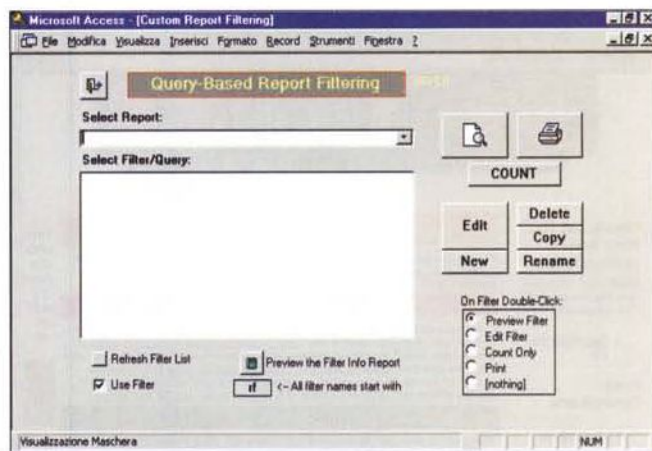 Microsoft Access - [Custom Report Filtering]
File Modifica Visualizza Inserisci Formato Record Strumenti Finestra ?
Query-Based Report Filtering
Select Report:
Select Filter/Query:
COUNT
Edit
Delete
Copy
New
Rename
On Filter Double-Click:
Preview Filter
Edit Filter
Count Only
Print
[nothing]
Refresh Filter List
Preview the Filter Info Report
Use Filter
rf <-- All filter names start with
Visualizzazione Maschera
NUM